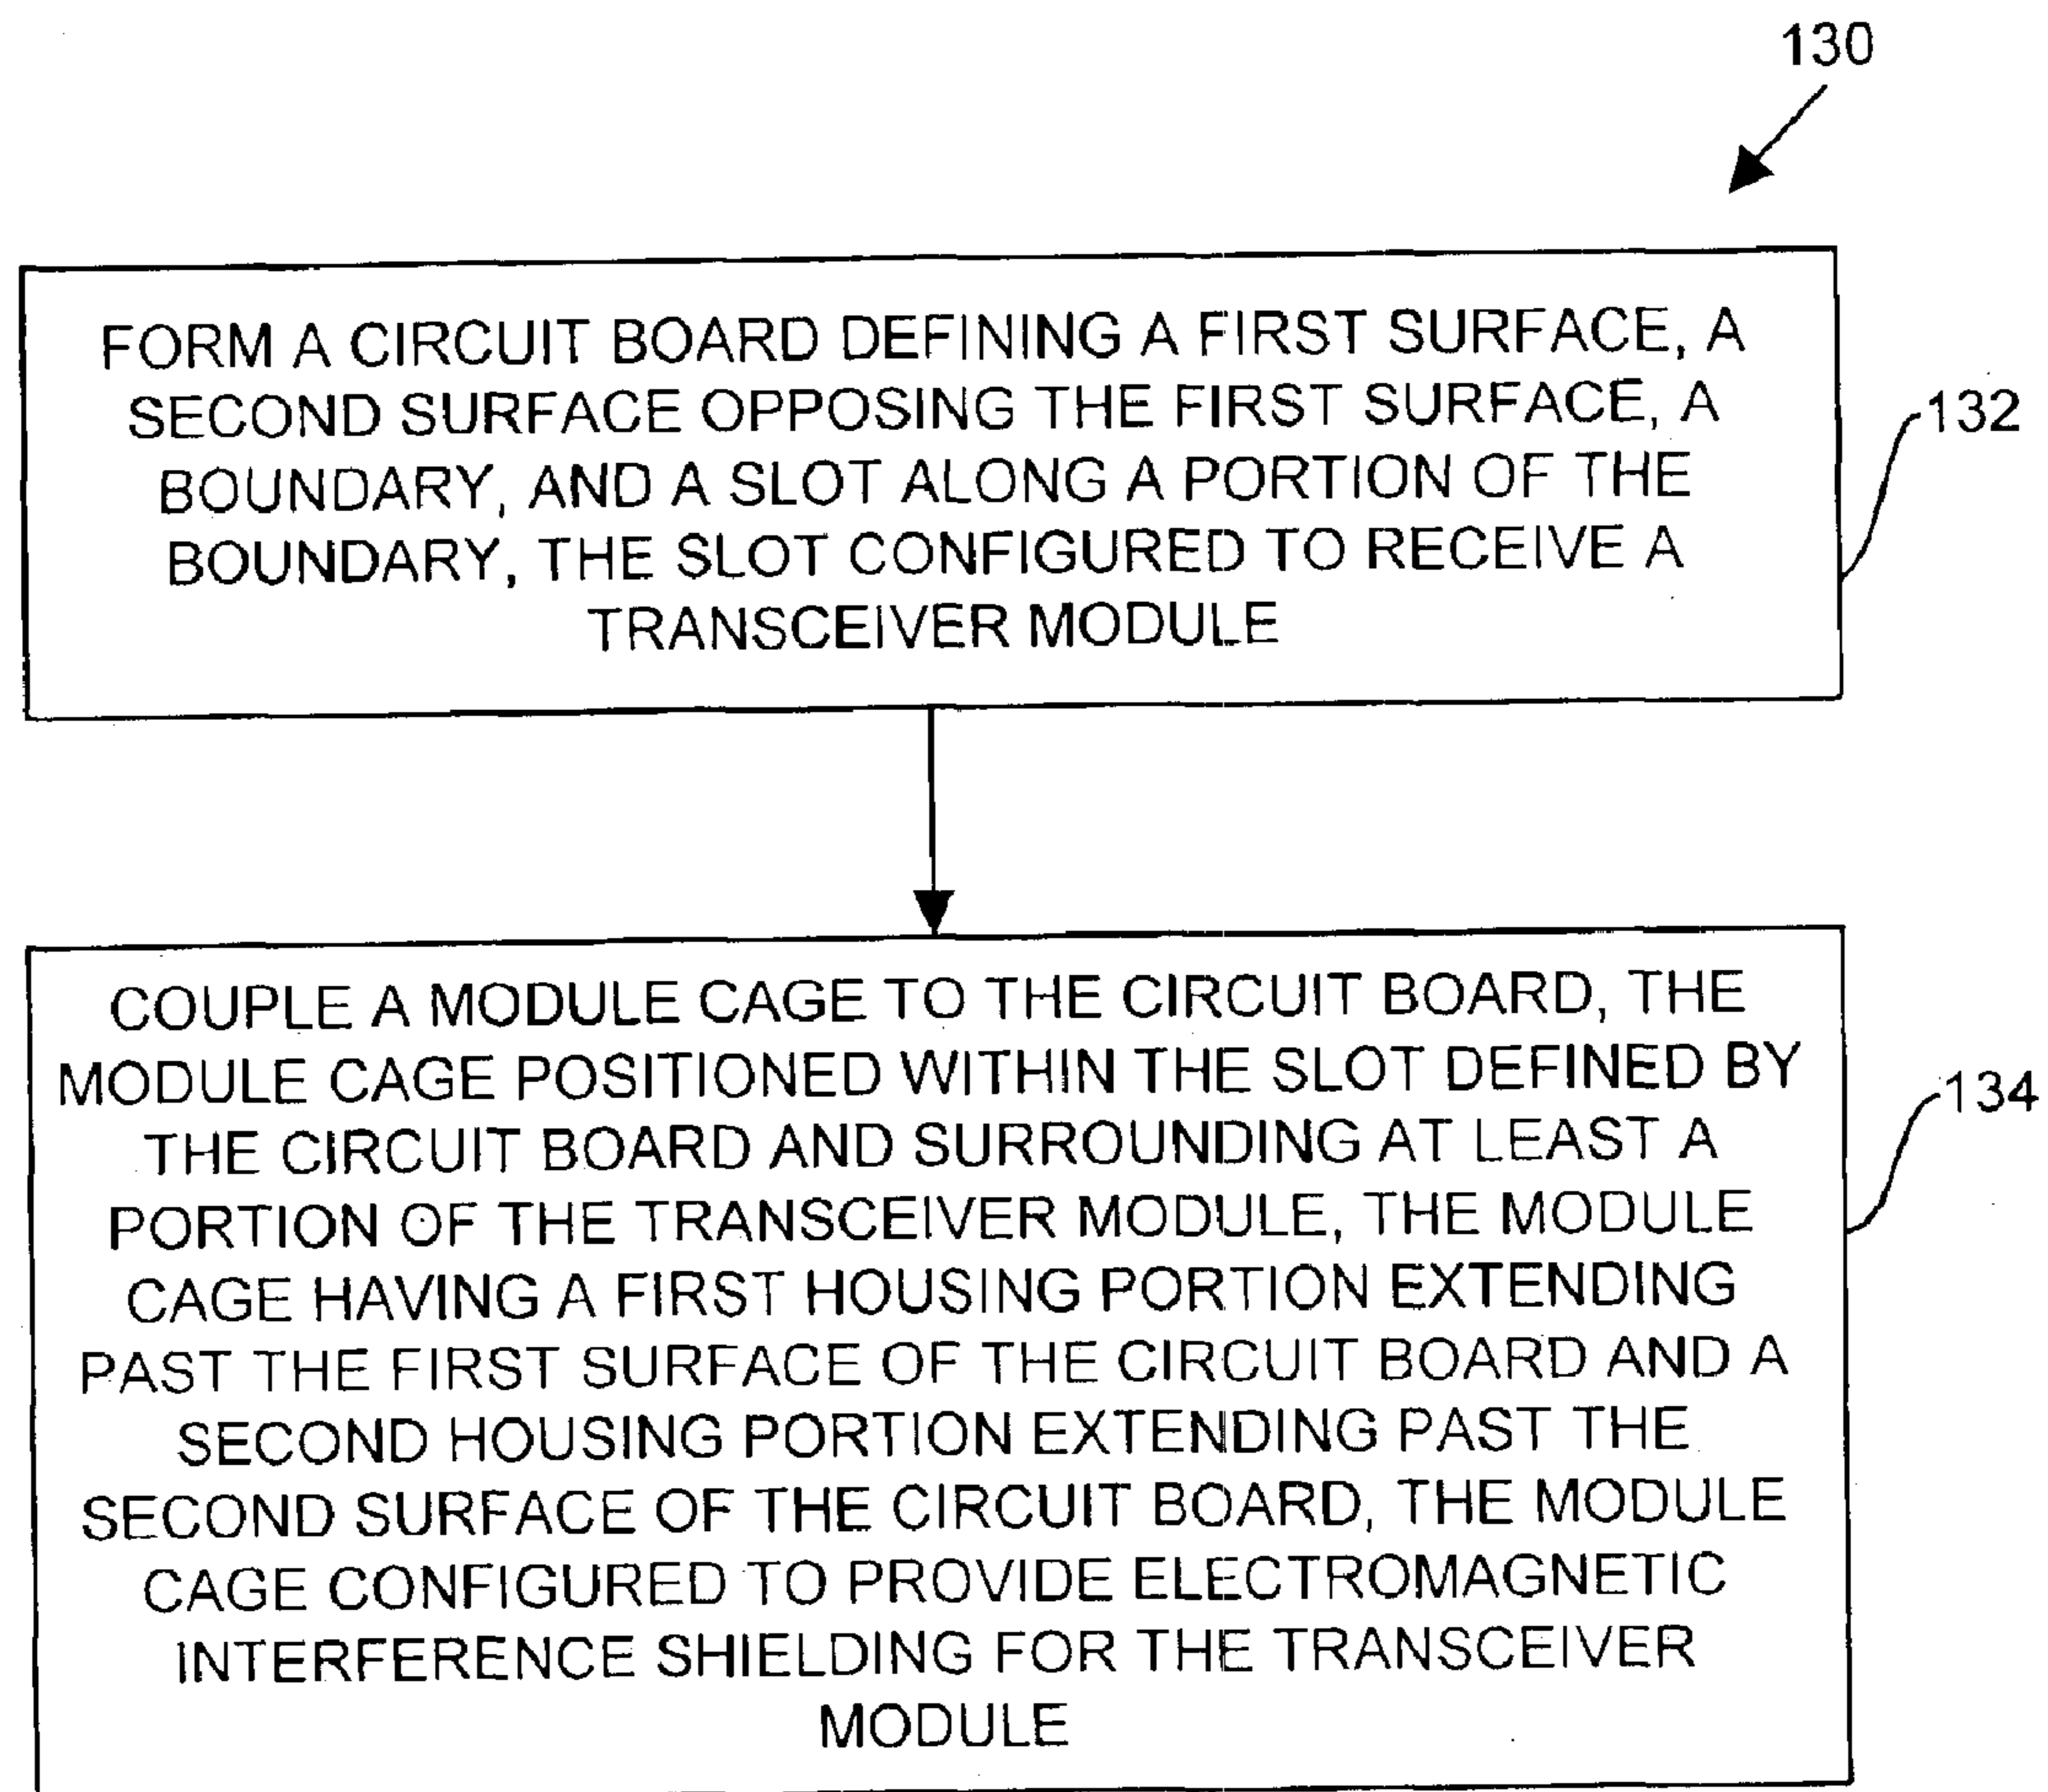 130
FORM A CIRCUIT BOARD DEFINING A FIRST SURFACE, A
SECOND SURFACE OPPOSING THE FIRST SURFACE, A
BOUNDARY, AND A SLOT ALONG A PORTION OF THE
BOUNDARY, THE SLOT CONFIGURED TO RECEIVE A
TRANSCEIVER MODULE
132
COUPLE A MODULE CAGE TO THE CIRCUIT BOARD, THE
MODULE CAGE POSITIONED WITHIN THE SLOT DEFINED BY
THE CIRCUIT BOARD AND SURROUNDING AT LEAST A
PORTION OF THE TRANSCEIVER MODULE, THE MODULE
CAGE HAVING A FIRST HOUSING PORTION EXTENDING
PAST THE FIRST SURFACE OF THE CIRCUIT BOARD AND A
SECOND HOUSING PORTION EXTENDING PAST THE
SECOND SURFACE OF THE CIRCUIT BOARD, THE MODULE
CAGE CONFIGURED TO PROVIDE ELECTROMAGNETIC
INTERFERENCE SHIELDING FOR THE TRANSCEIVER
MODULE
134